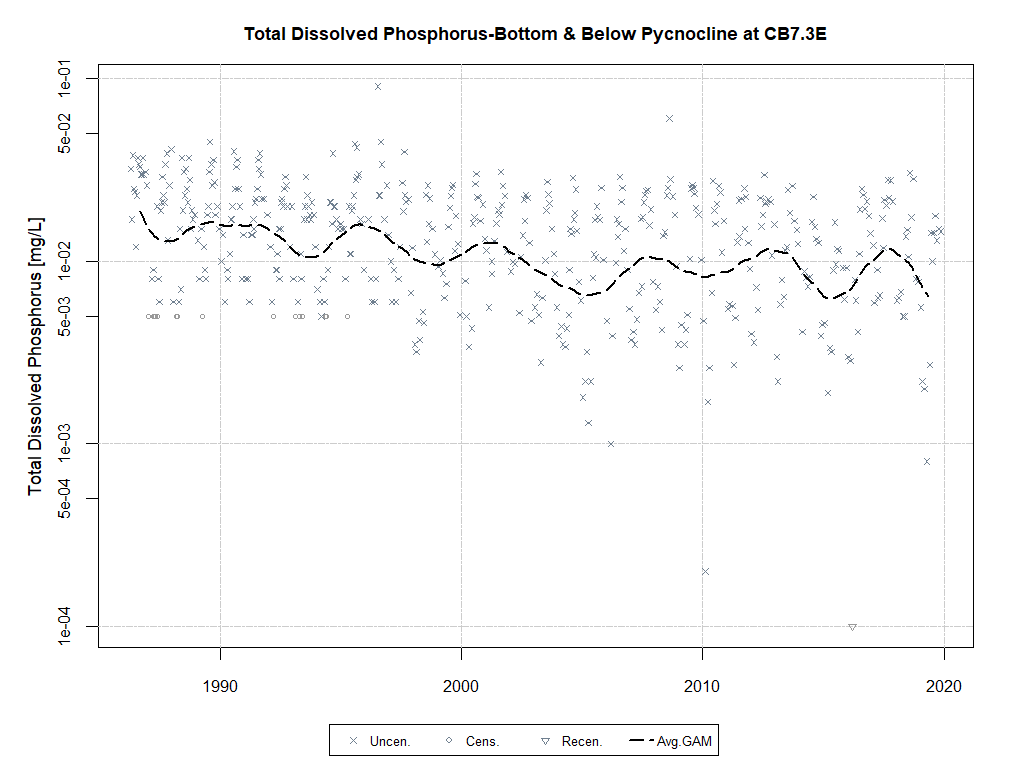 Total Dissolved Phosphorus-Bottom & Below Pycnocline at CB7.3E
Total Dissolved Phosphorus [mg/L]
1e-01
5e-02
1e-02
5e-03
1e-03
5e-04
1e-04
1990 2000 2010 2020
Uncen. Cens. Recen. Avg.GAM